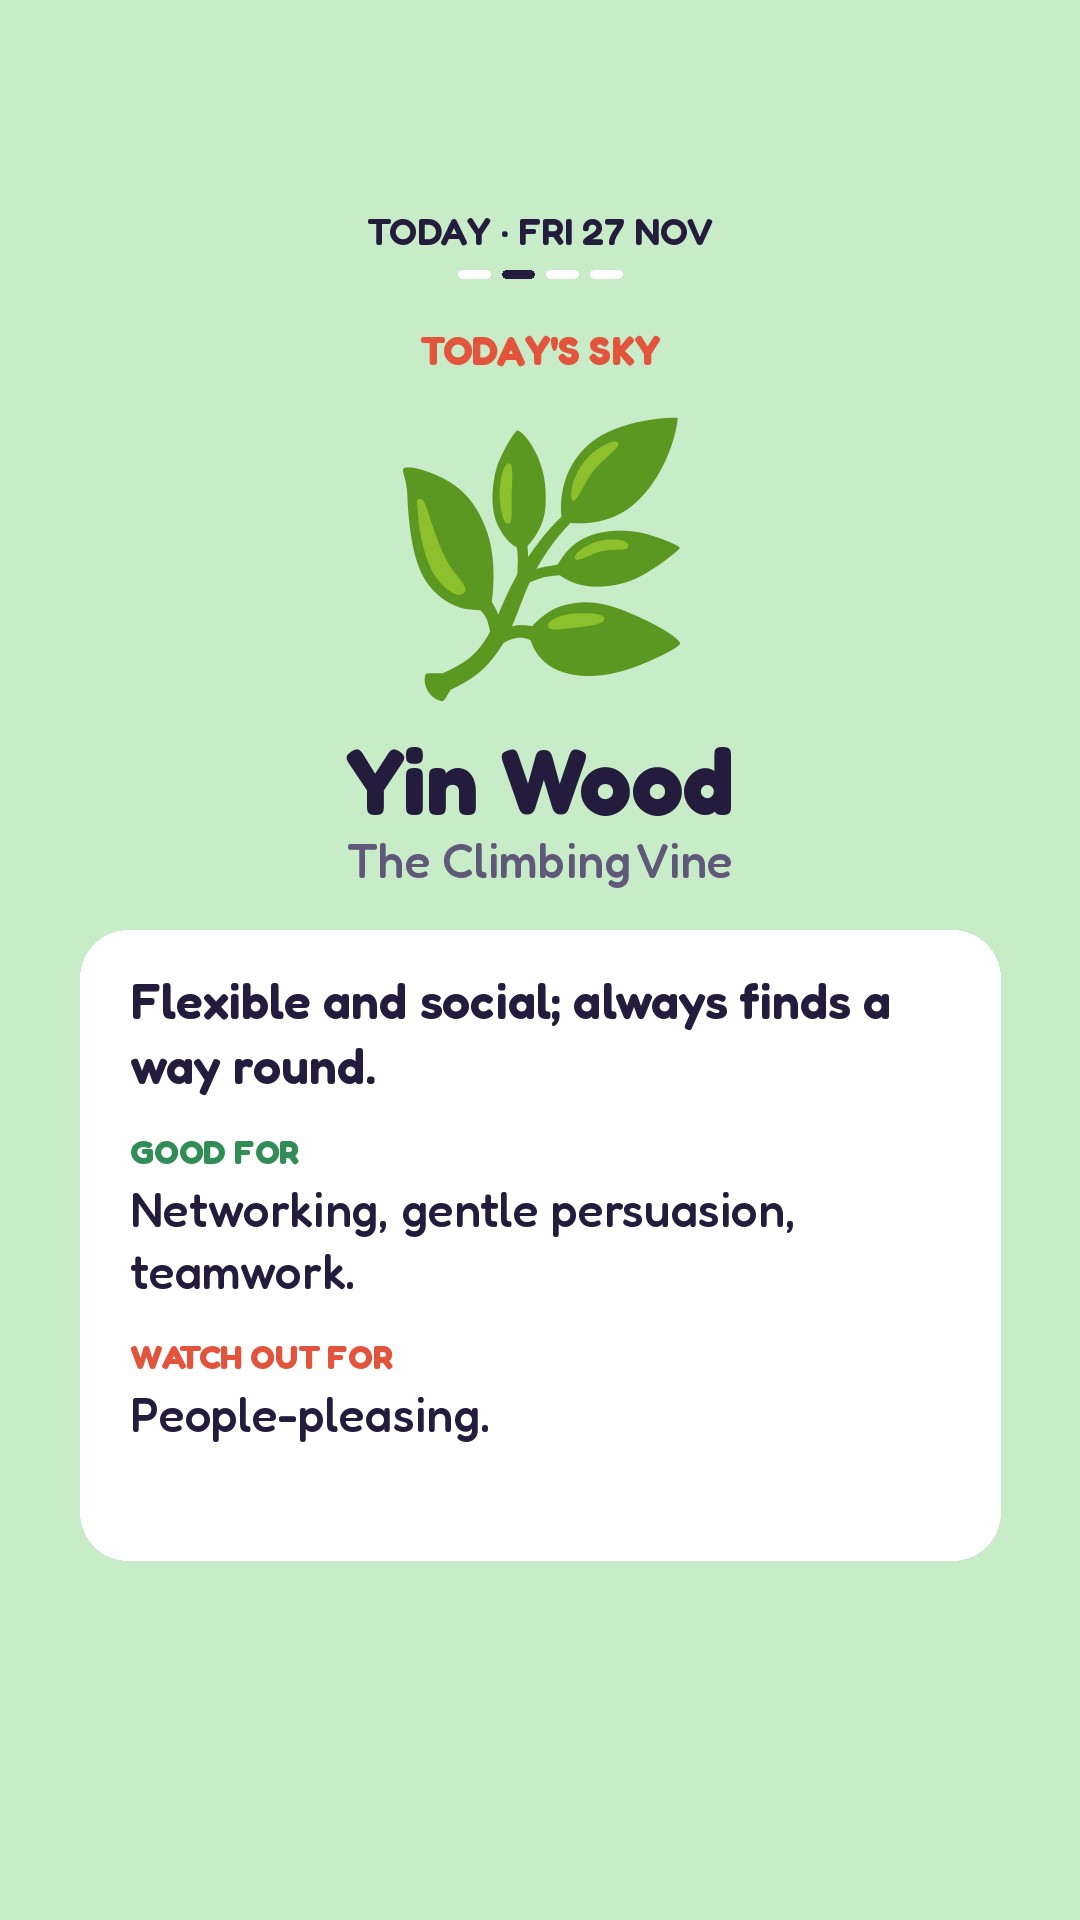 TODAY · FRI 27 NOV
TODAY'S SKY
Yin Wood
The Climbing Vine
Flexible and social; always finds a
way round.
GOOD FOR
Networking, gentle persuasion,
teamwork.
WATCH OUT FOR
People-pleasing.